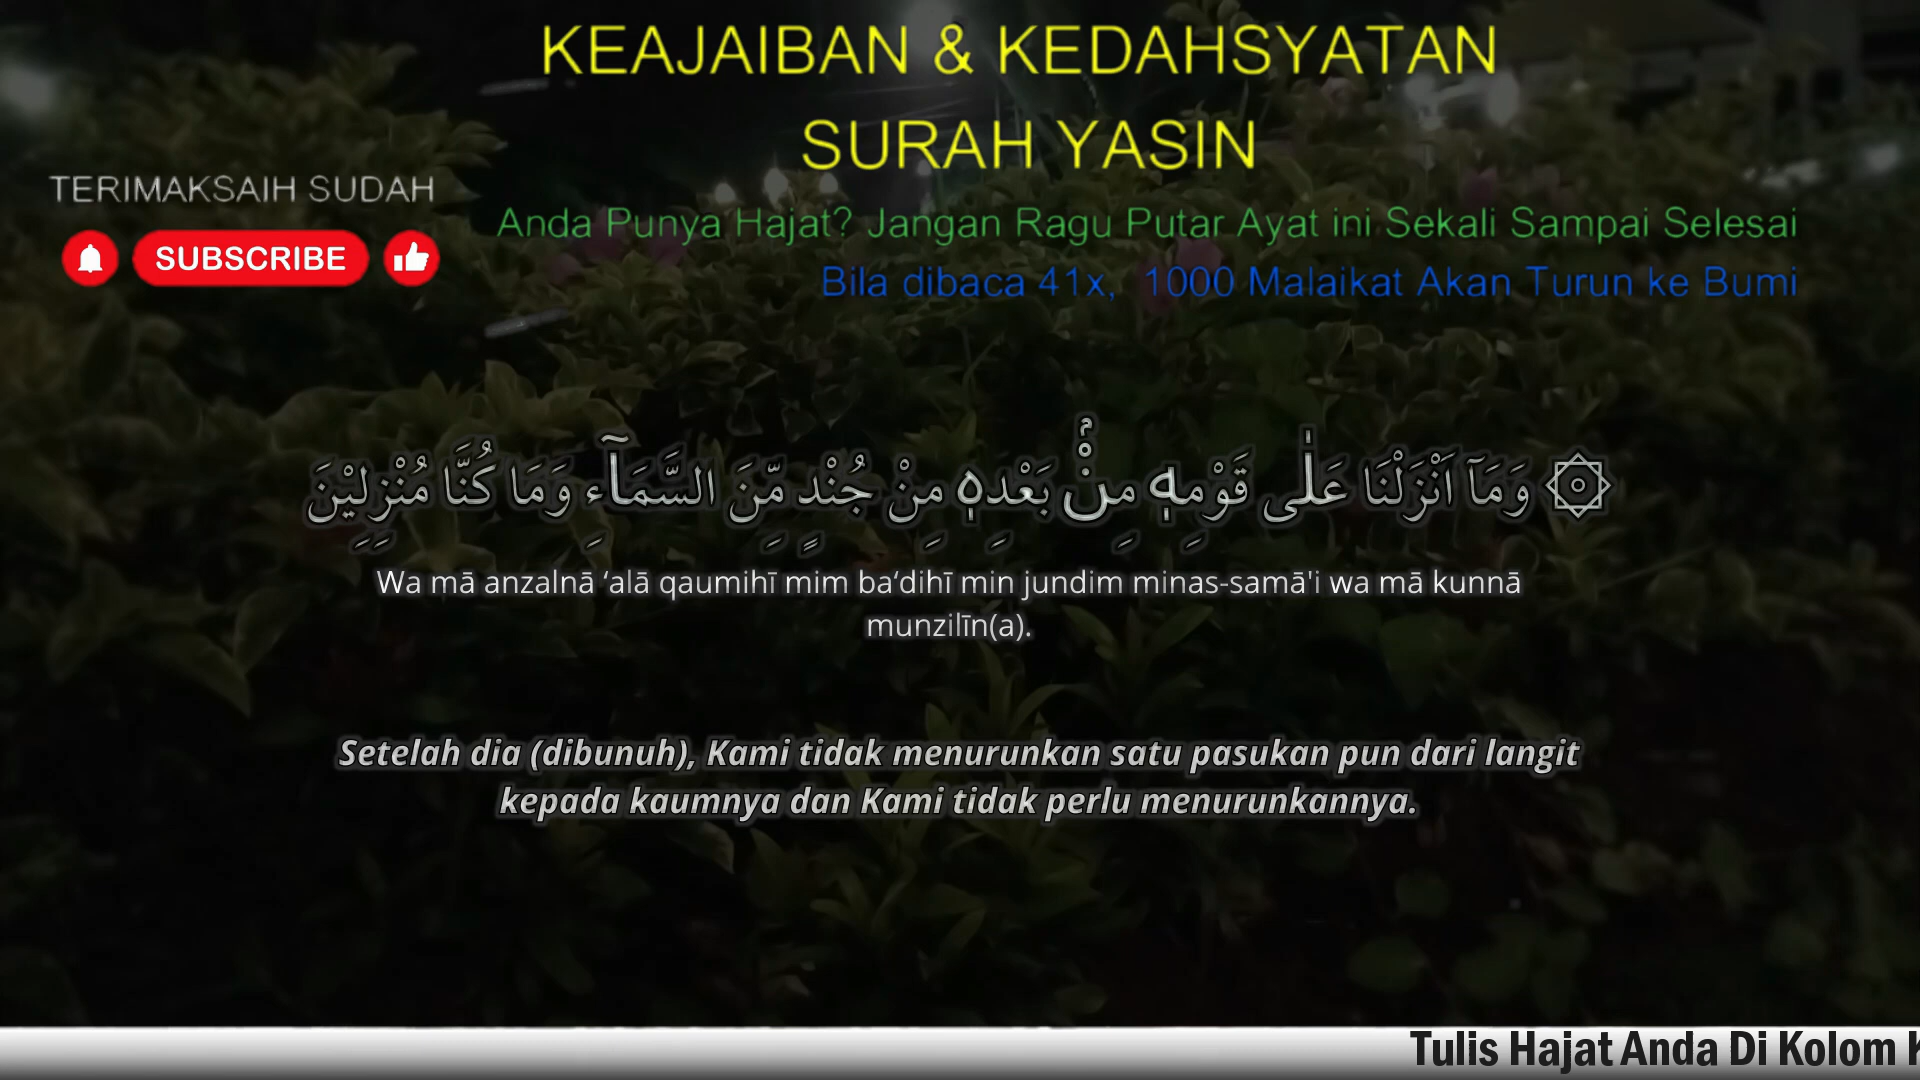 KEAJAIBAN & KEDAHSYATAN
SURAH YASIN
TERIMAKSAIH SUDAH
SUBSCRIBE
Anda Punya Hajat? Jangan Ragu Putar Ayat ini Sekali Sampai Selesai
Bila dibaca 41x, 1000 Malaikat Akan Turun ke Bumi
۞ وَمَآ اَنْزَلْنَا عَلٰى قَوْمِهٖ مِنْۢ بَعْدِهٖ مِنْ جُنْدٍ مِّنَ السَّمَاۤءِ وَمَا كُنَّا مُنْزِلِيْنَ
Wa mā anzalnā ‘alā qaumihī mim ba‘dihī min jundim minas-samā'i wa mā kunnā
munzilīn(a).
Setelah dia (dibunuh), Kami tidak menurunkan satu pasukan pun dari langit
kepada kaumnya dan Kami tidak perlu menurunkannya.
Tulis Hajat Anda Di Kolom